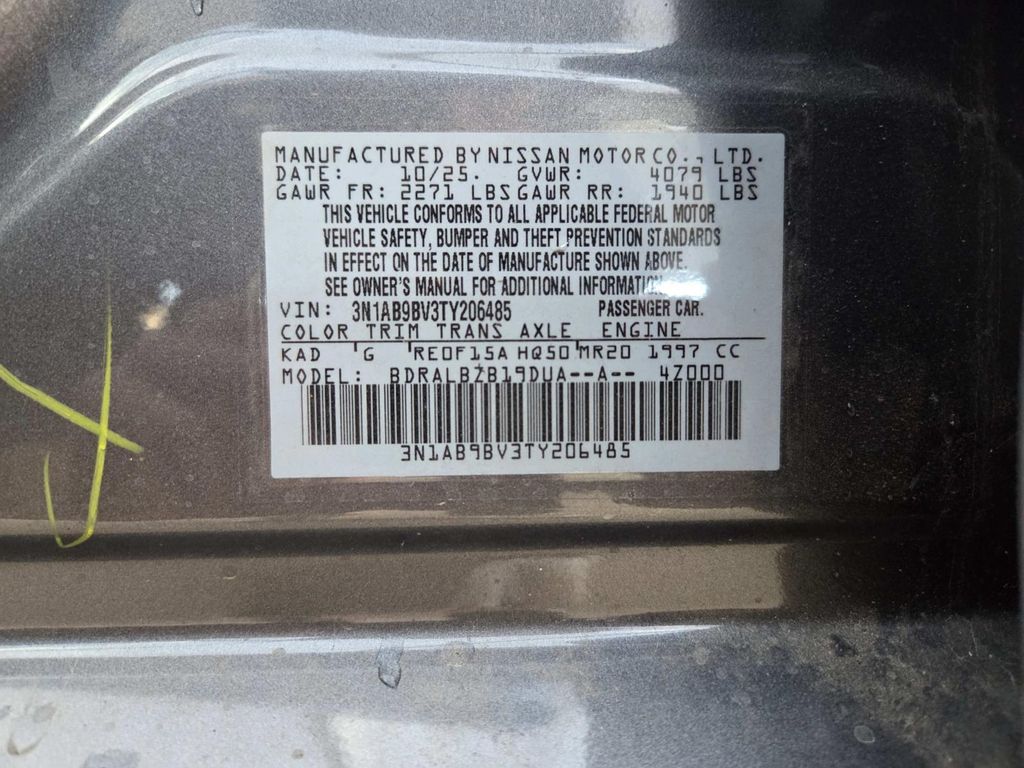 MANUFACTURED BY NISSAN MOTOR CO., LTD.
DATE: 10/25. GVWR: 4079 LBS
GAWR FR: 2271 LBS GAWR RR: 1940 LBS
THIS VEHICLE CONFORMS TO ALL APPLICABLE FEDERAL MOTOR
VEHICLE SAFETY, BUMPER AND THEFT PREVENTION STANDARDS
IN EFFECT ON THE DATE OF MANUFACTURE SHOWN ABOVE.
SEE OWNER'S MANUAL FOR ADDITIONAL INFORMATION.
VIN: 3N1AB9BV3TY206485 PASSENGER CAR.
COLOR TRIM TRANS AXLE ENGINE
KAD G RE0F15A HQ50 MR20 1997 CC
MODEL: BDRALBZB19DUA--A-- 4Z000
3N1AB9BV3TY206485